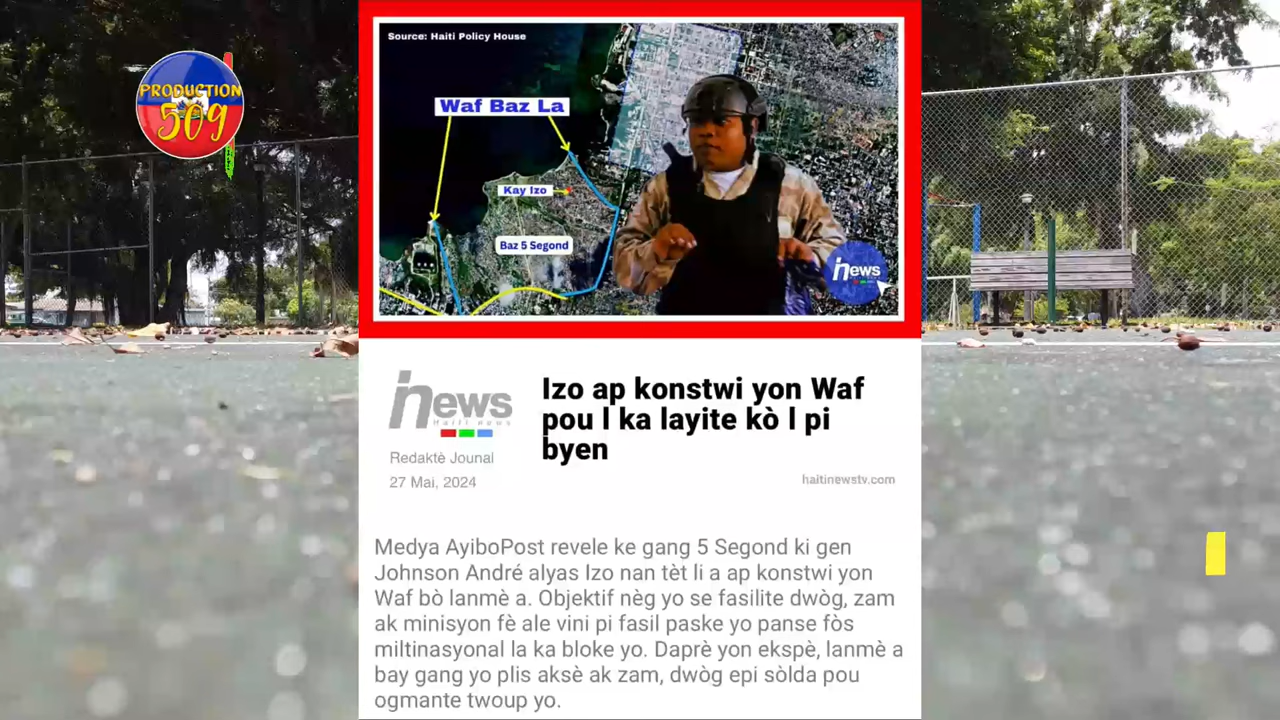 Source: Haiti Policy House
PRODUCTION
509
Waf Baz La
Kay Izo
Baz 5 Segond
inews
inews
Haiti news
Redaktè Jounal
27 Mai, 2024
Izo ap konstwi yon Waf
pou l ka layite kò l pi
byen
haitinewstv.com
Medya AyiboPost revele ke gang 5 Segond ki gen
Johnson André alyas Izo nan tèt li a ap konstwi yon
Waf bò lanmè a. Objektif nèg yo se fasilite dwòg, zam
ak minisyon fè ale vini pi fasil paske yo panse fòs
miltinasyonal la ka bloke yo. Daprè yon ekspè, lanmè a
bay gang yo plis aksè ak zam, dwòg epi sòlda pou
ogmante twoup yo.